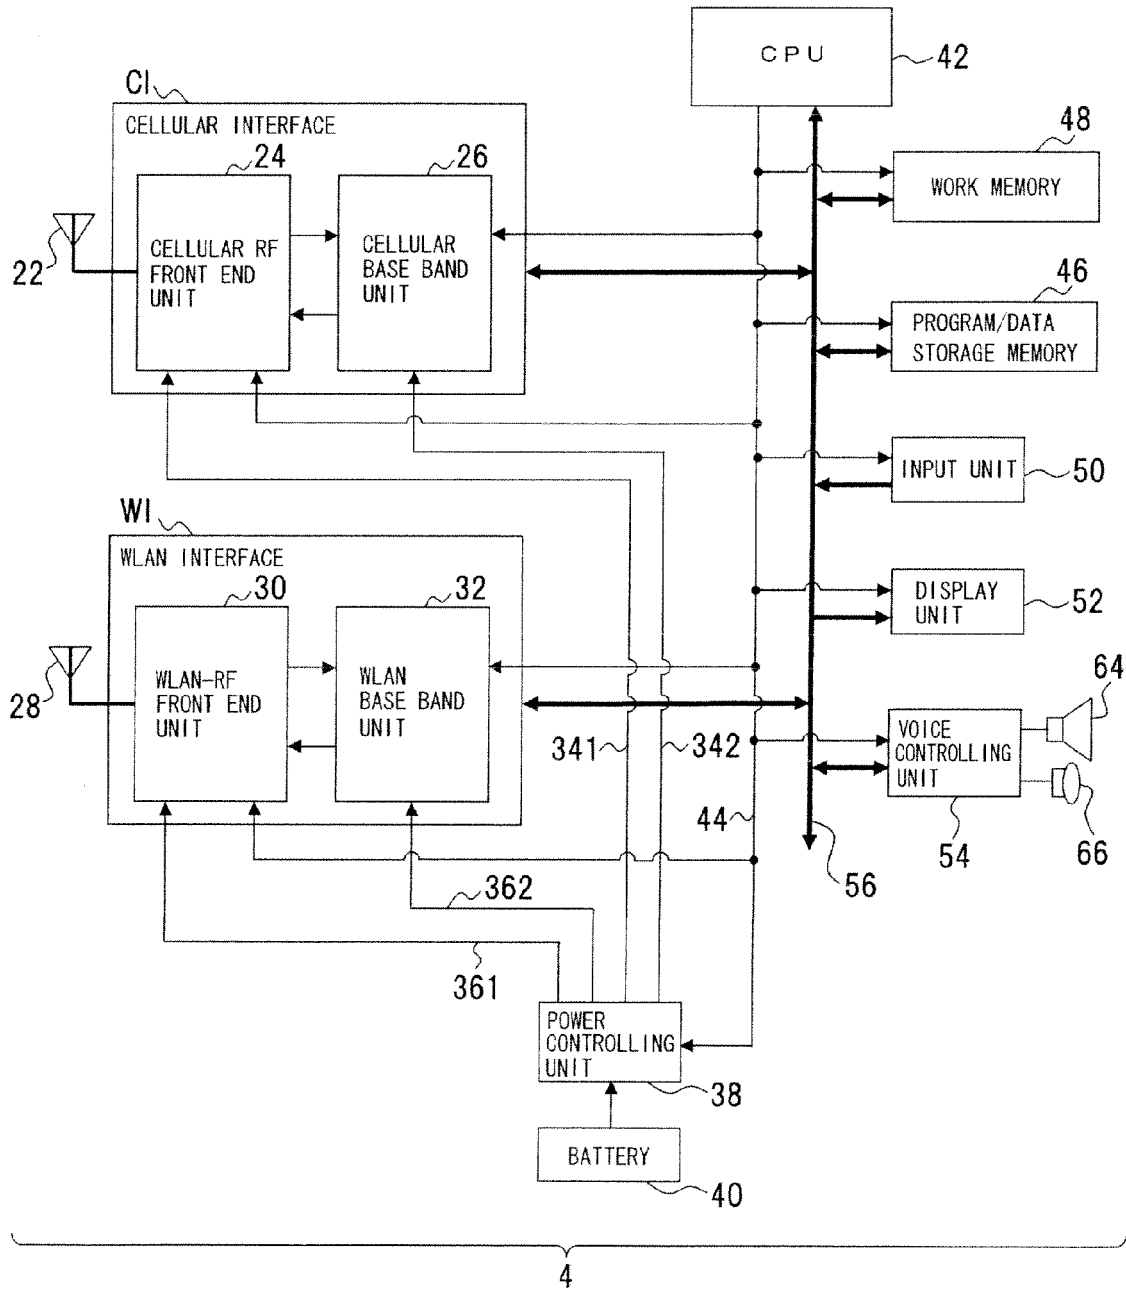 CPU
42
CI
CELLULAR INTERFACE
24
26
48
WORK MEMORY
22
CELLULAR RF
FRONT END
UNIT
CELLULAR
BASE BAND
UNIT
46
PROGRAM/DATA
STORAGE MEMORY
INPUT UNIT
50
WI
WLAN INTERFACE
30
32
DISPLAY
UNIT
52
28
WLAN-RF
FRONT END
UNIT
WLAN
BASE BAND
UNIT
64
341
342
VOICE
CONTROLLING
UNIT
44
54
66
56
362
361
POWER
CONTROLLING
UNIT
38
BATTERY
40
4